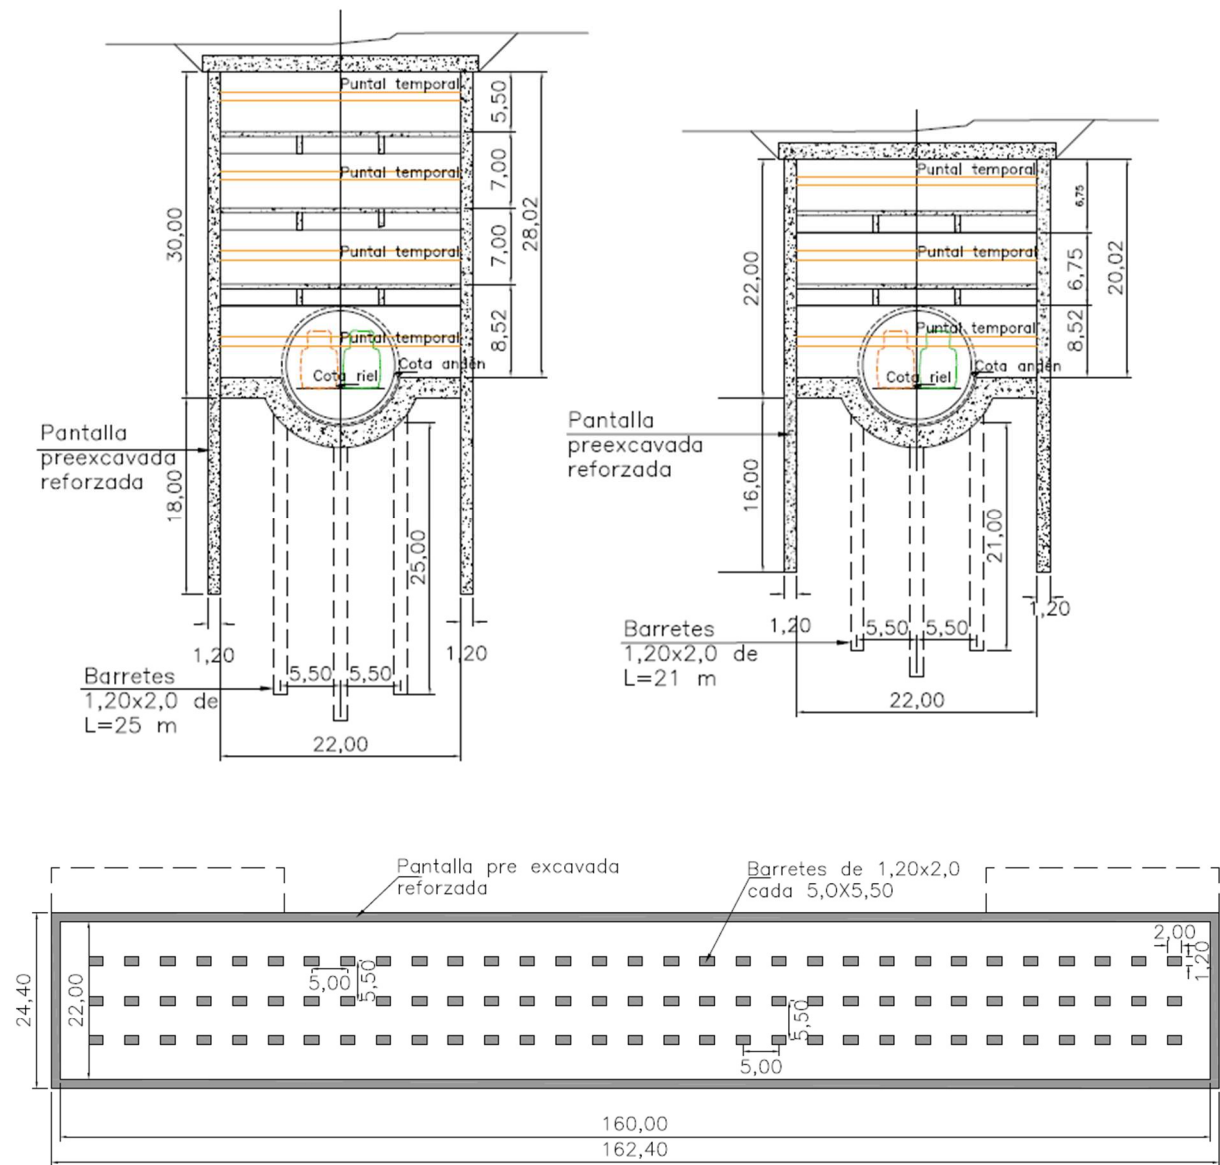 Puntal temporal
5,50
7,00
Puntal temporal
30,00
28,02
7,00
Puntal temporal
8,52
Puntal temporal
Cota andén
Cota riel
Pantalla
preexcavada
reforzada
18,00
25,00
1,20
1,20
Barretes
1,20x2,0 de
L=25 m
5,50
5,50
22,00
Puntal temporal
6,75
22,00
Puntal temporal
6,75
20,02
Puntal temporal
8,52
Cota andén
Cota riel
Pantalla
preexcavada
reforzada
16,00
21,00
1,20
1,20
Barretes
1,20x2,0 de
L=21 m
5,50
5,50
22,00
Pantalla pre excavada
reforzada
Barretes de 1,20x2,0
cada 5,0X5,50
2,00
1,20
5,00
5,50
24,40
22,00
5,50
5,00
160,00
162,40